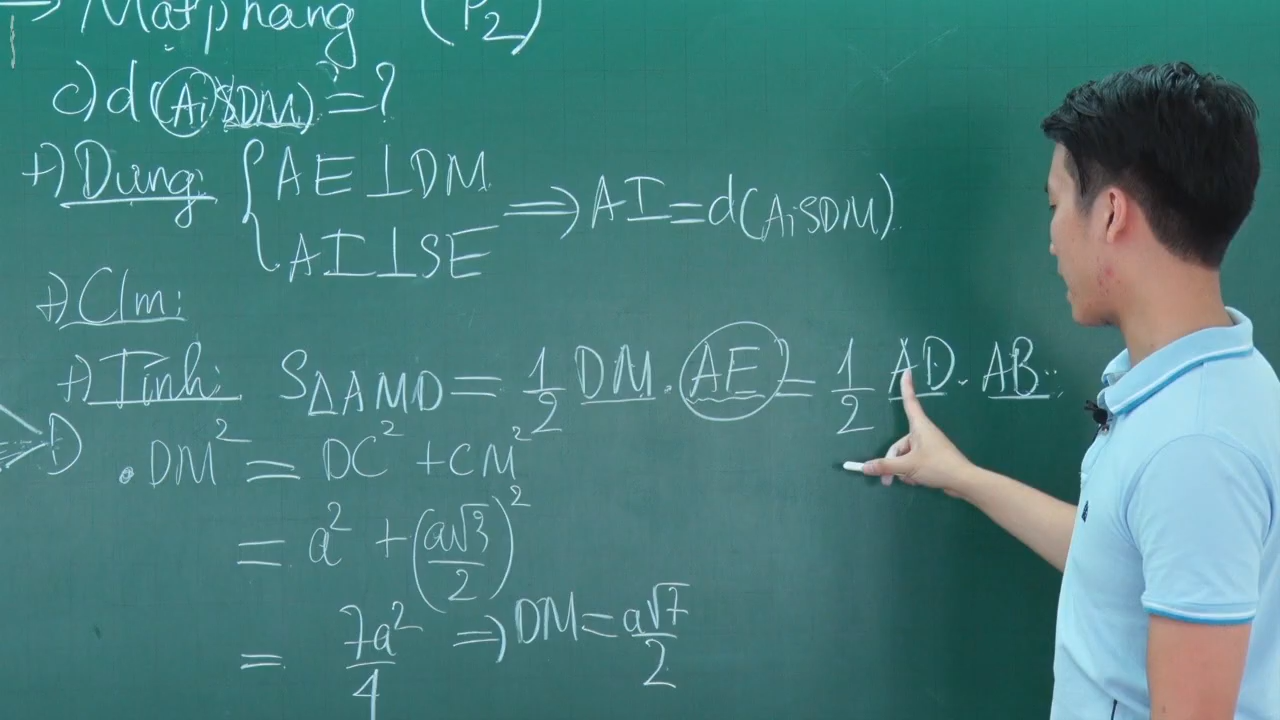 → Mặt phẳng (P₂)
c) d(A; SDM) = ?
+) Dựng: { AE ⊥ DM
AI ⊥ SE
⟹ AI = d(A; SDM).
+) C/m:
+) Tính: S△AMD = 1/2 DM . AE = 1/2 AD . AB
D
• DM² = DC² + CM²
= a² + (a√3/2)²
= 7a²/4 ⟹ DM = a√7/2